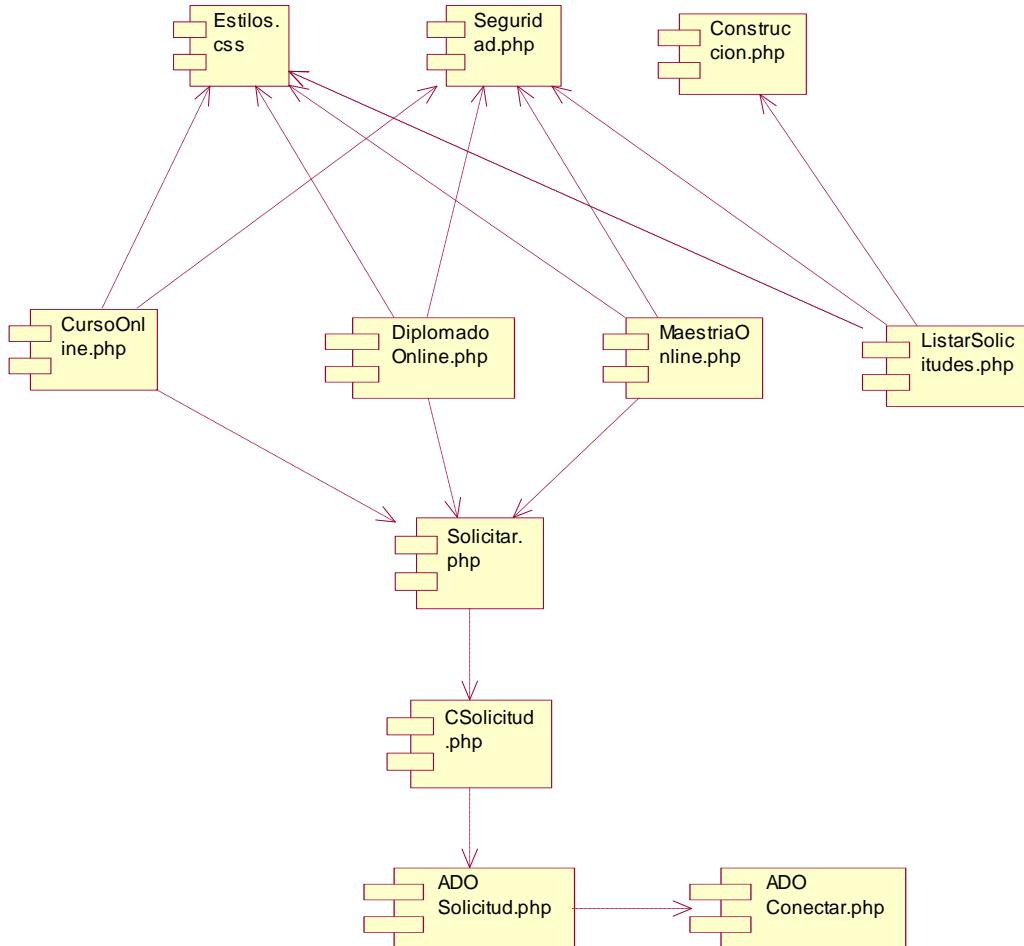 Estilos.
css
Segurid
ad.php
Construc
cion.php
CursoOnl
ine.php
Diplomado
Online.php
MaestriaO
nline.php
ListarSolic
itudes.php
Solicitar.
php
CSolicitud
.php
ADO
Solicitud.php
ADO
Conectar.php